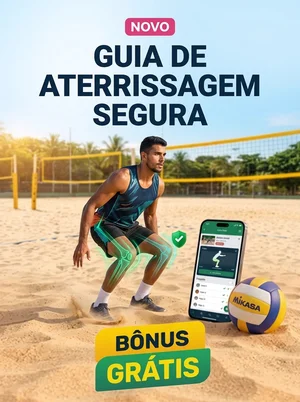 NOVO
GUIA DE
ATERRISSAGEM
SEGURA
MIKASA
BÔNUS
GRÁTIS